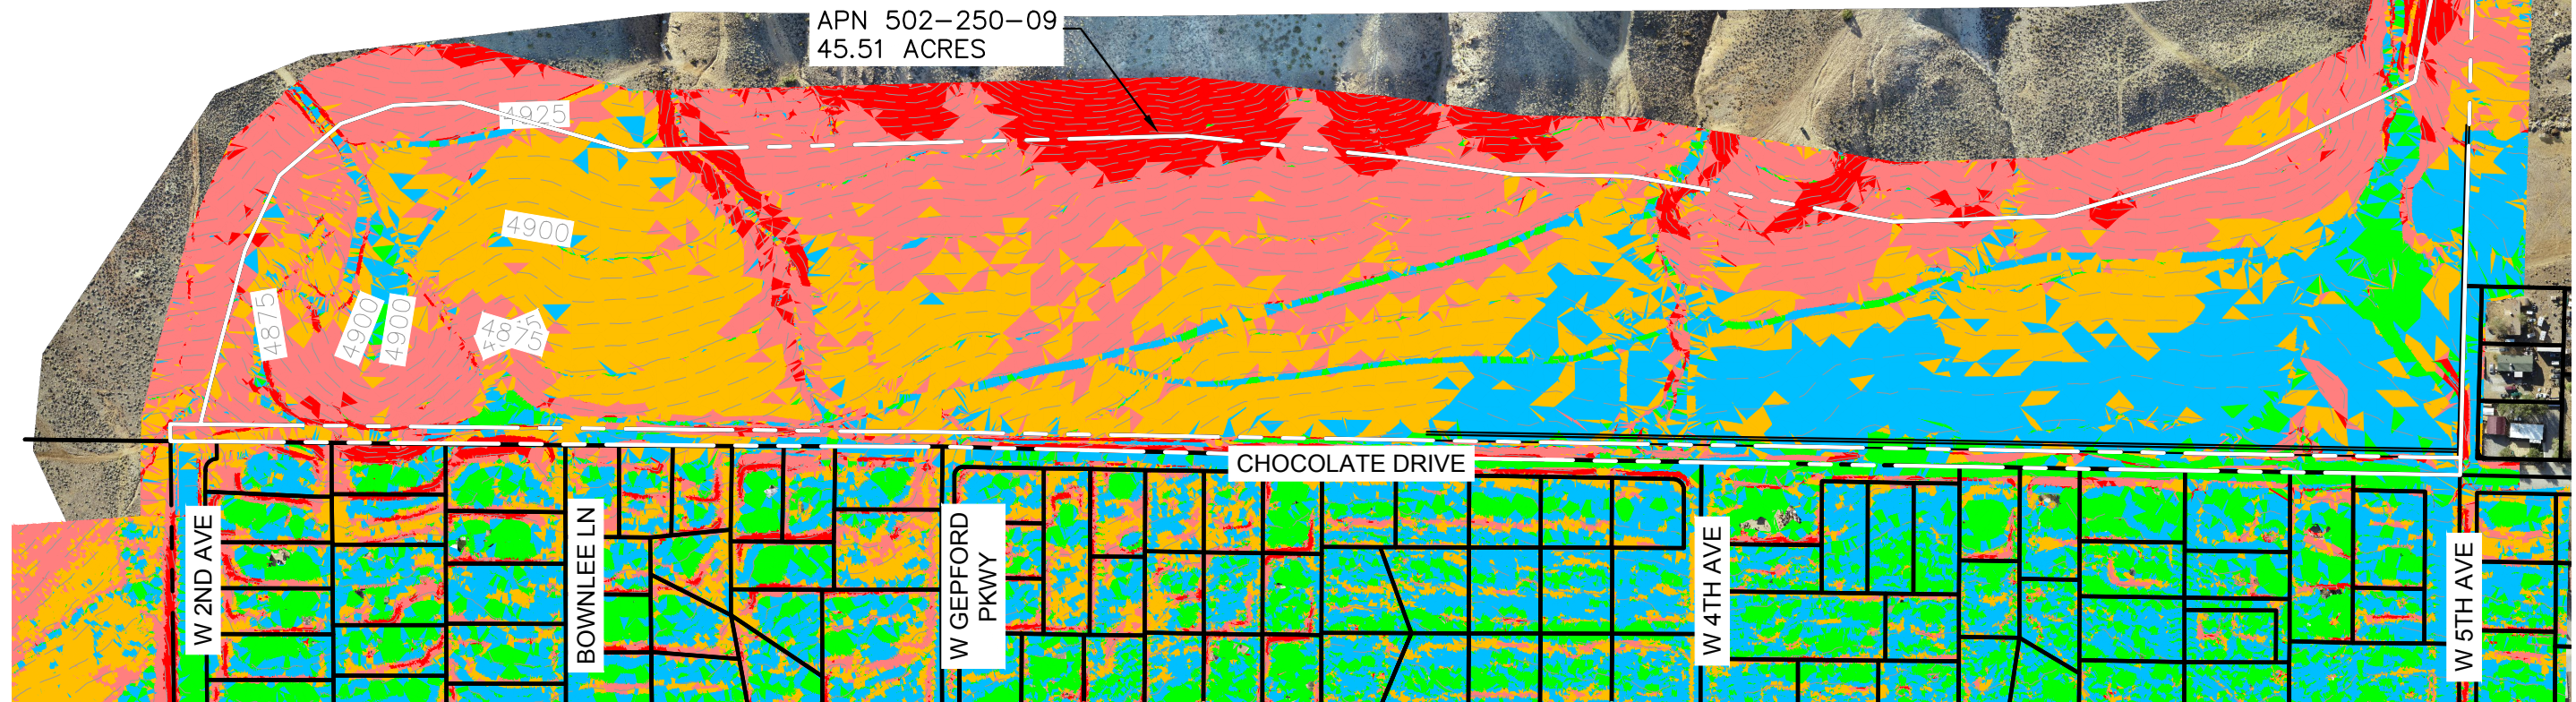 APN 502-250-09
45.51 ACRES
4925
4900
4875
4900
4900
4875
CHOCOLATE DRIVE
W 2ND AVE
BOWNLEE LN
W GEPFORD
PKWY
W 4TH AVE
W 5TH AVE